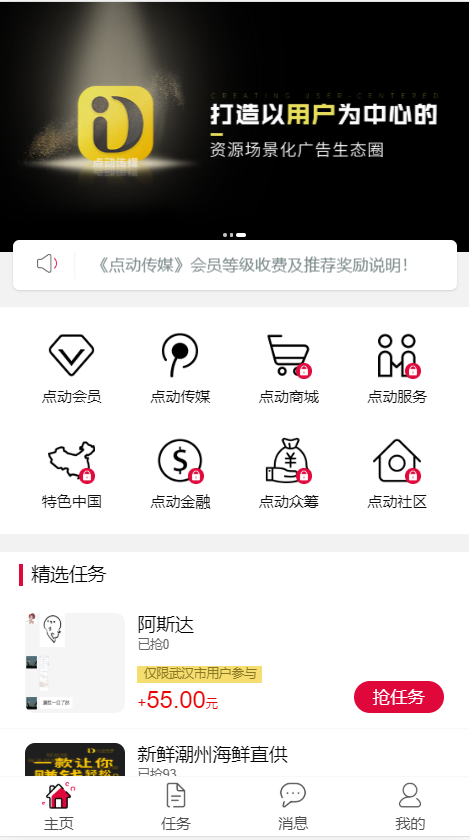 CREATING USER-CENTERED
打造以用户为中心的
资源场景化广告生态圈
点动传媒
《点动传媒》会员等级收费及推荐奖励说明！
点动会员
点动传媒
点动商城
点动服务
特色中国
点动金融
点动众筹
点动社区
精选任务
阿斯达
已抢0
仅限武汉市用户参与
+55.00元
抢任务
新鲜潮州海鲜直供
已抢93
一款让你
主页
任务
消息
我的